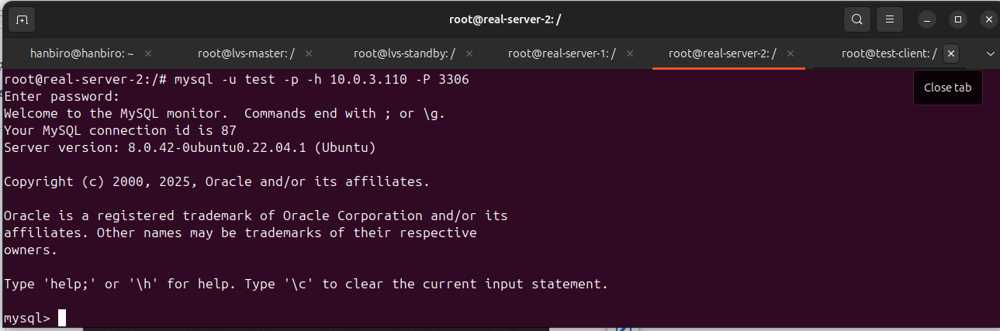 root@real-server-2: /
hanbiro@hanbiro: ~
root@lvs-master: /
root@lvs-standby: /
root@real-server-1: /
root@real-server-2: /
root@test-client: /
Close tab
root@real-server-2:/# mysql -u test -p -h 10.0.3.110 -P 3306
Enter password:
Welcome to the MySQL monitor.  Commands end with ; or \g.
Your MySQL connection id is 87
Server version: 8.0.42-0ubuntu0.22.04.1 (Ubuntu)
Copyright (c) 2000, 2025, Oracle and/or its affiliates.
Oracle is a registered trademark of Oracle Corporation and/or its
affiliates. Other names may be trademarks of their respective
owners.
Type 'help;' or '\h' for help. Type '\c' to clear the current input statement.
mysql>